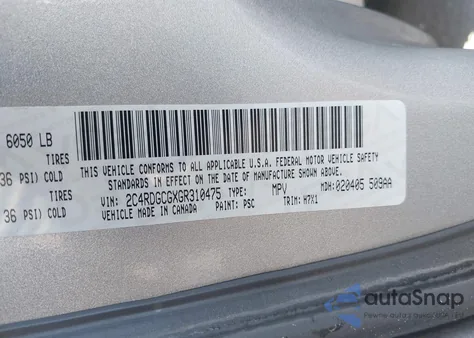 6050 LB
TIRES
36 PSI) COLD
TIRES
36 PSI) COLD
THIS VEHICLE CONFORMS TO ALL APPLICABLE U.S.A. FEDERAL MOTOR VEHICLE SAFETY
STANDARDS IN EFFECT ON THE DATE OF MANUFACTURE SHOWN ABOVE.
VIN: 2C4RDGCGXGR310475 TYPE: MPV MDH: 020405 509AA
VEHICLE MADE IN CANADA PAINT: PSC TRIM: H7X1
autoSnap